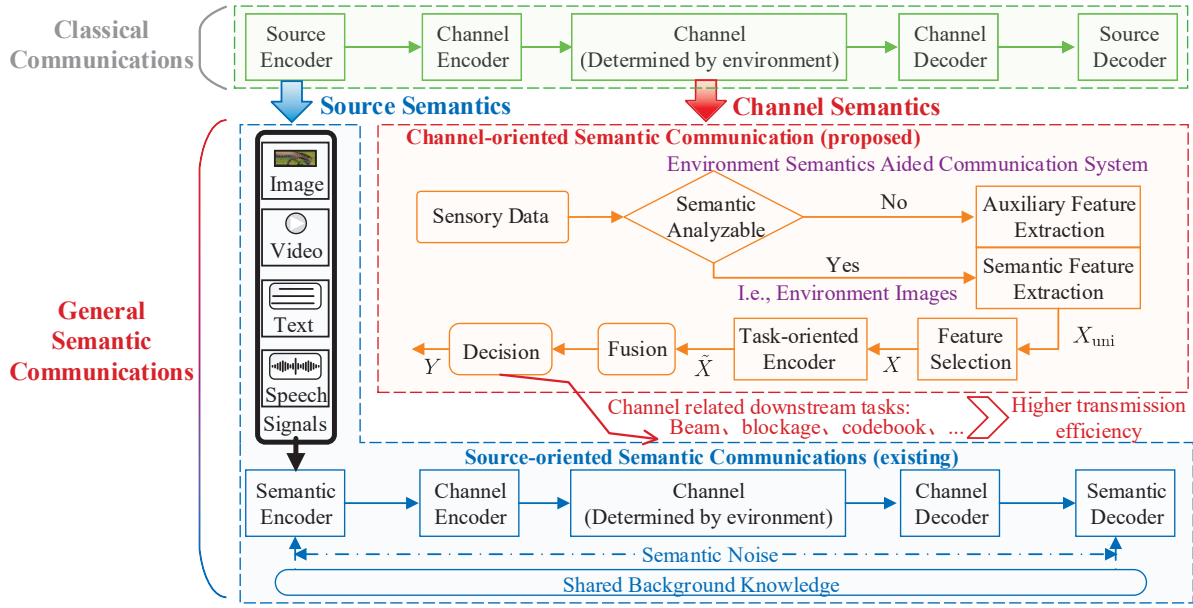 Classical
Communications
Source
Encoder
Channel
Encoder
Channel
(Determined by environment)
Channel
Decoder
Source
Decoder
Source Semantics
Channel Semantics
General
Semantic
Communications
Image
Video
Text
Speech
Signals
Channel-oriented Semantic Communication (proposed)
Environment Semantics Aided Communication System
Sensory Data
Semantic
Analyzable
No
Auxiliary Feature
Extraction
Yes
I.e., Environment Images
Semantic Feature
Extraction
X_uni
Feature
Selection
X
Task-oriented
Encoder
X̃
Fusion
Decision
Y
Channel related downstream tasks:
Beam、blockage、codebook、...
Higher transmission
efficiency
Source-oriented Semantic Communications (existing)
Semantic
Encoder
Channel
Encoder
Channel
(Determined by evironment)
Channel
Decoder
Semantic
Decoder
Semantic Noise
Shared Background Knowledge